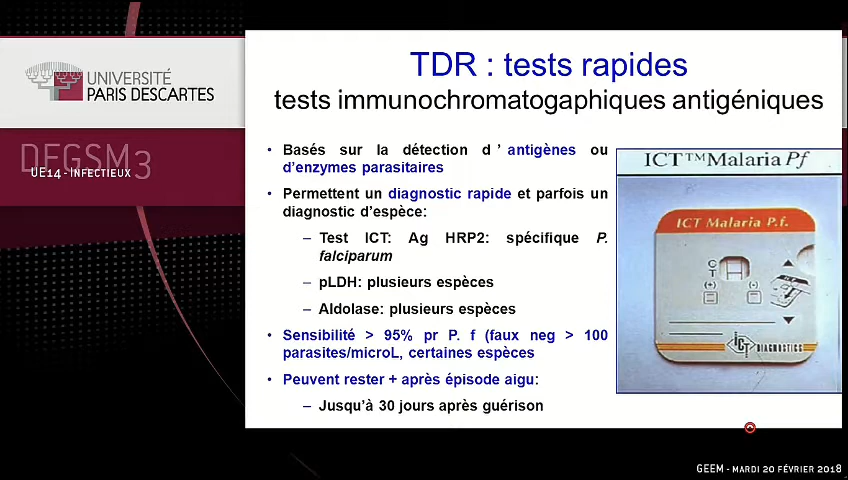 UNIVERSITÉ
PARIS DESCARTES
DFGSM3
UE14 - INFECTIEUX
TDR : tests rapides
tests immunochromatogaphiques antigéniques
• Basés sur la détection d ’ antigènes ou
d’enzymes parasitaires
• Permettent un diagnostic rapide et parfois un
diagnostic d’espèce:
– Test ICT: Ag HRP2: spécifique P.
falciparum
– pLDH: plusieurs espèces
– Aldolase: plusieurs espèces
• Sensibilité > 95% pr P. f (faux neg > 100
parasites/microL, certaines espèces
• Peuvent rester + après épisode aigu:
– Jusqu’à 30 jours après guérison
ICT™Malaria Pf
ICT Malaria P.f.
C
T
(+) (-)
ICT DIAGNOSTICS
GEEM - MARDI 20 FÉVRIER 2018